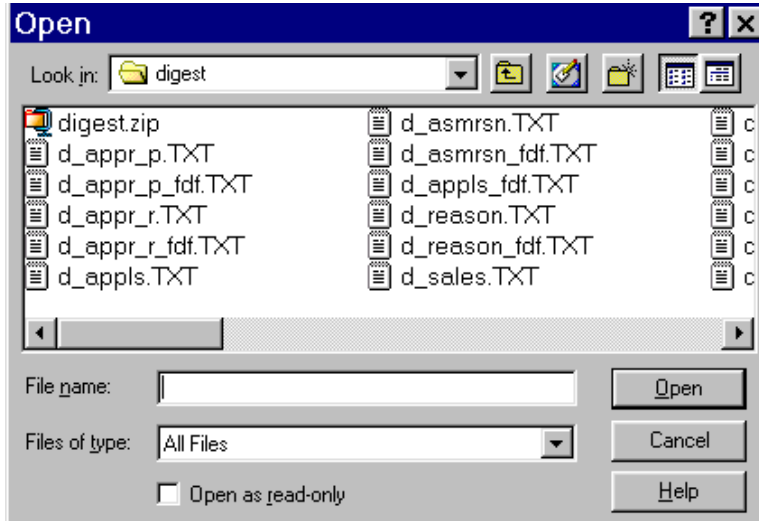 Open
Look in: digest
digest.zip
d_appr_p.TXT
d_appr_p_fdf.TXT
d_appr_r.TXT
d_appr_r_fdf.TXT
d_appls.TXT
d_asmrsn.TXT
d_asmrsn_fdf.TXT
d_appls_fdf.TXT
d_reason.TXT
d_reason_fdf.TXT
d_sales.TXT
File name:
Open
Files of type: All Files
Cancel
Open as read-only
Help